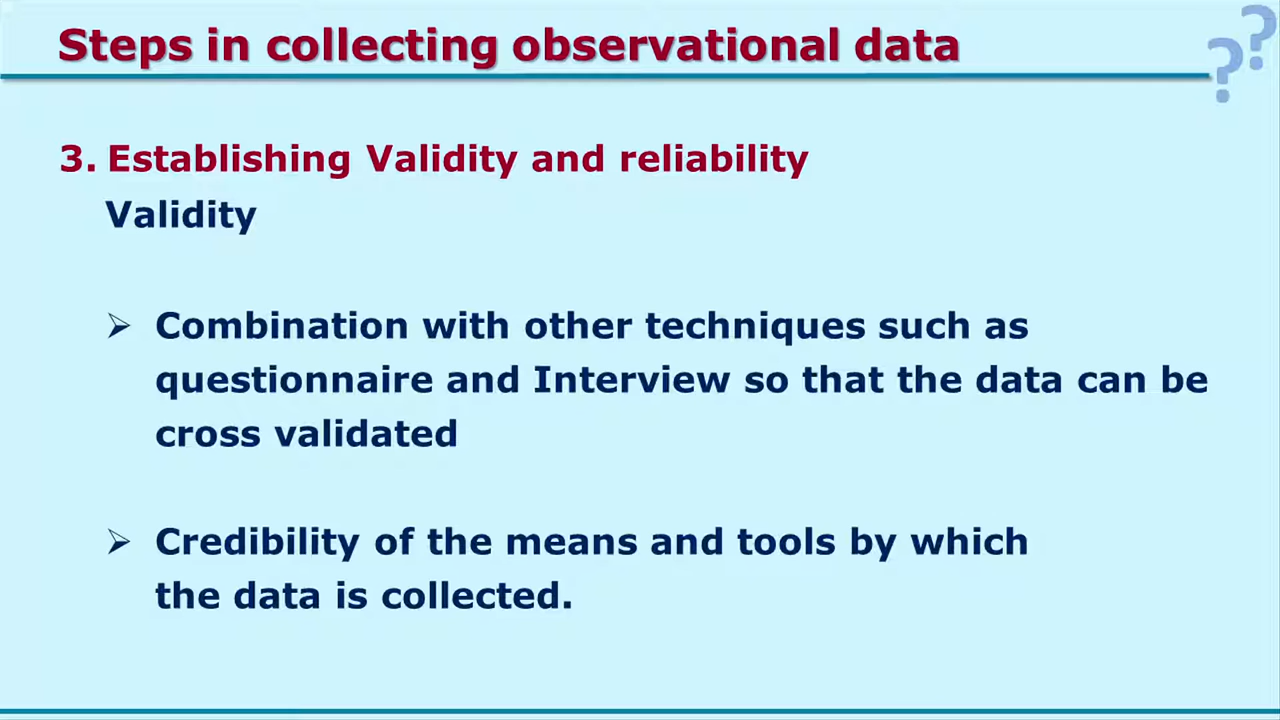 Steps in collecting observational data
??
3. Establishing Validity and reliability
Validity
➢ Combination with other techniques such as
questionnaire and Interview so that the data can be
cross validated
➢ Credibility of the means and tools by which
the data is collected.